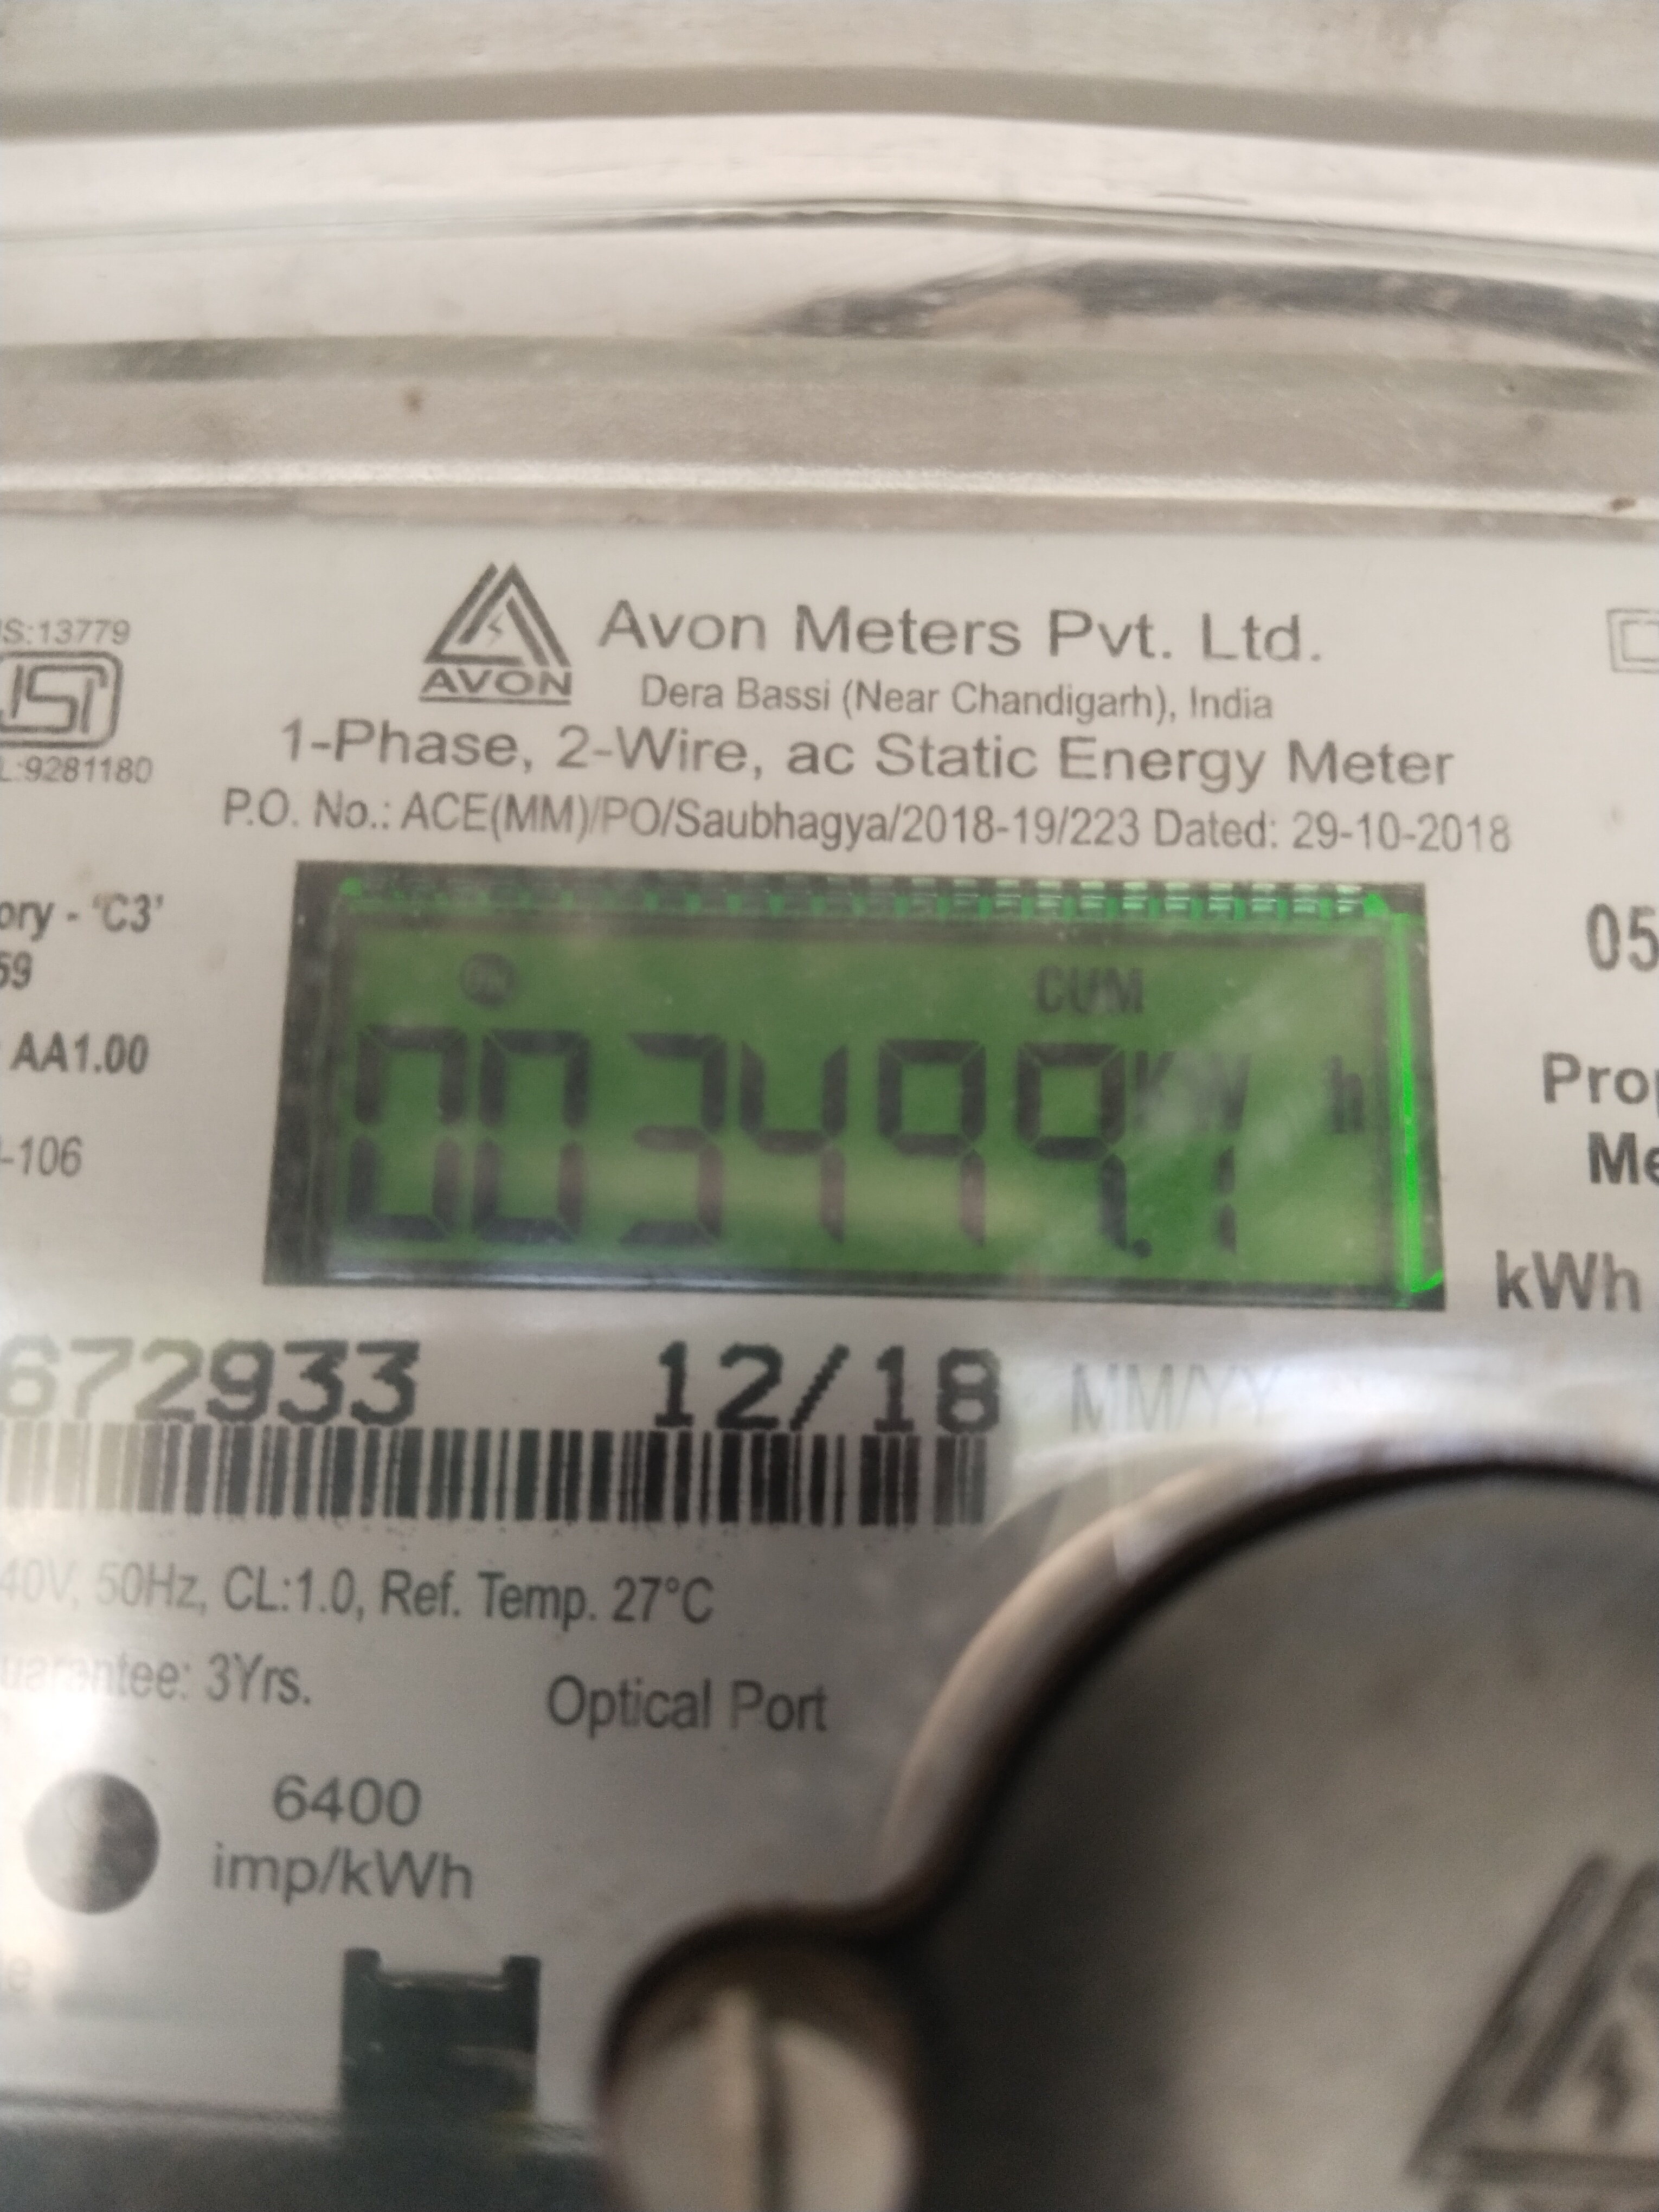 IS:13779
ISI
L:9281180
AVON
Avon Meters Pvt. Ltd.
Dera Bassi (Near Chandigarh), India
1-Phase, 2-Wire, ac Static Energy Meter
P.O. No.: ACE(MM)/PO/Saubhagya/2018-19/223 Dated: 29-10-2018
ory - 'C3'
59
AA1.00
-106
ON
CUM
003499.1 KW h
05
Prop
Me
kWh
672933 12/18 MM/YY
40V, 50Hz, CL:1.0, Ref. Temp. 27°C
uarantee: 3Yrs.
Optical Port
6400
imp/kWh